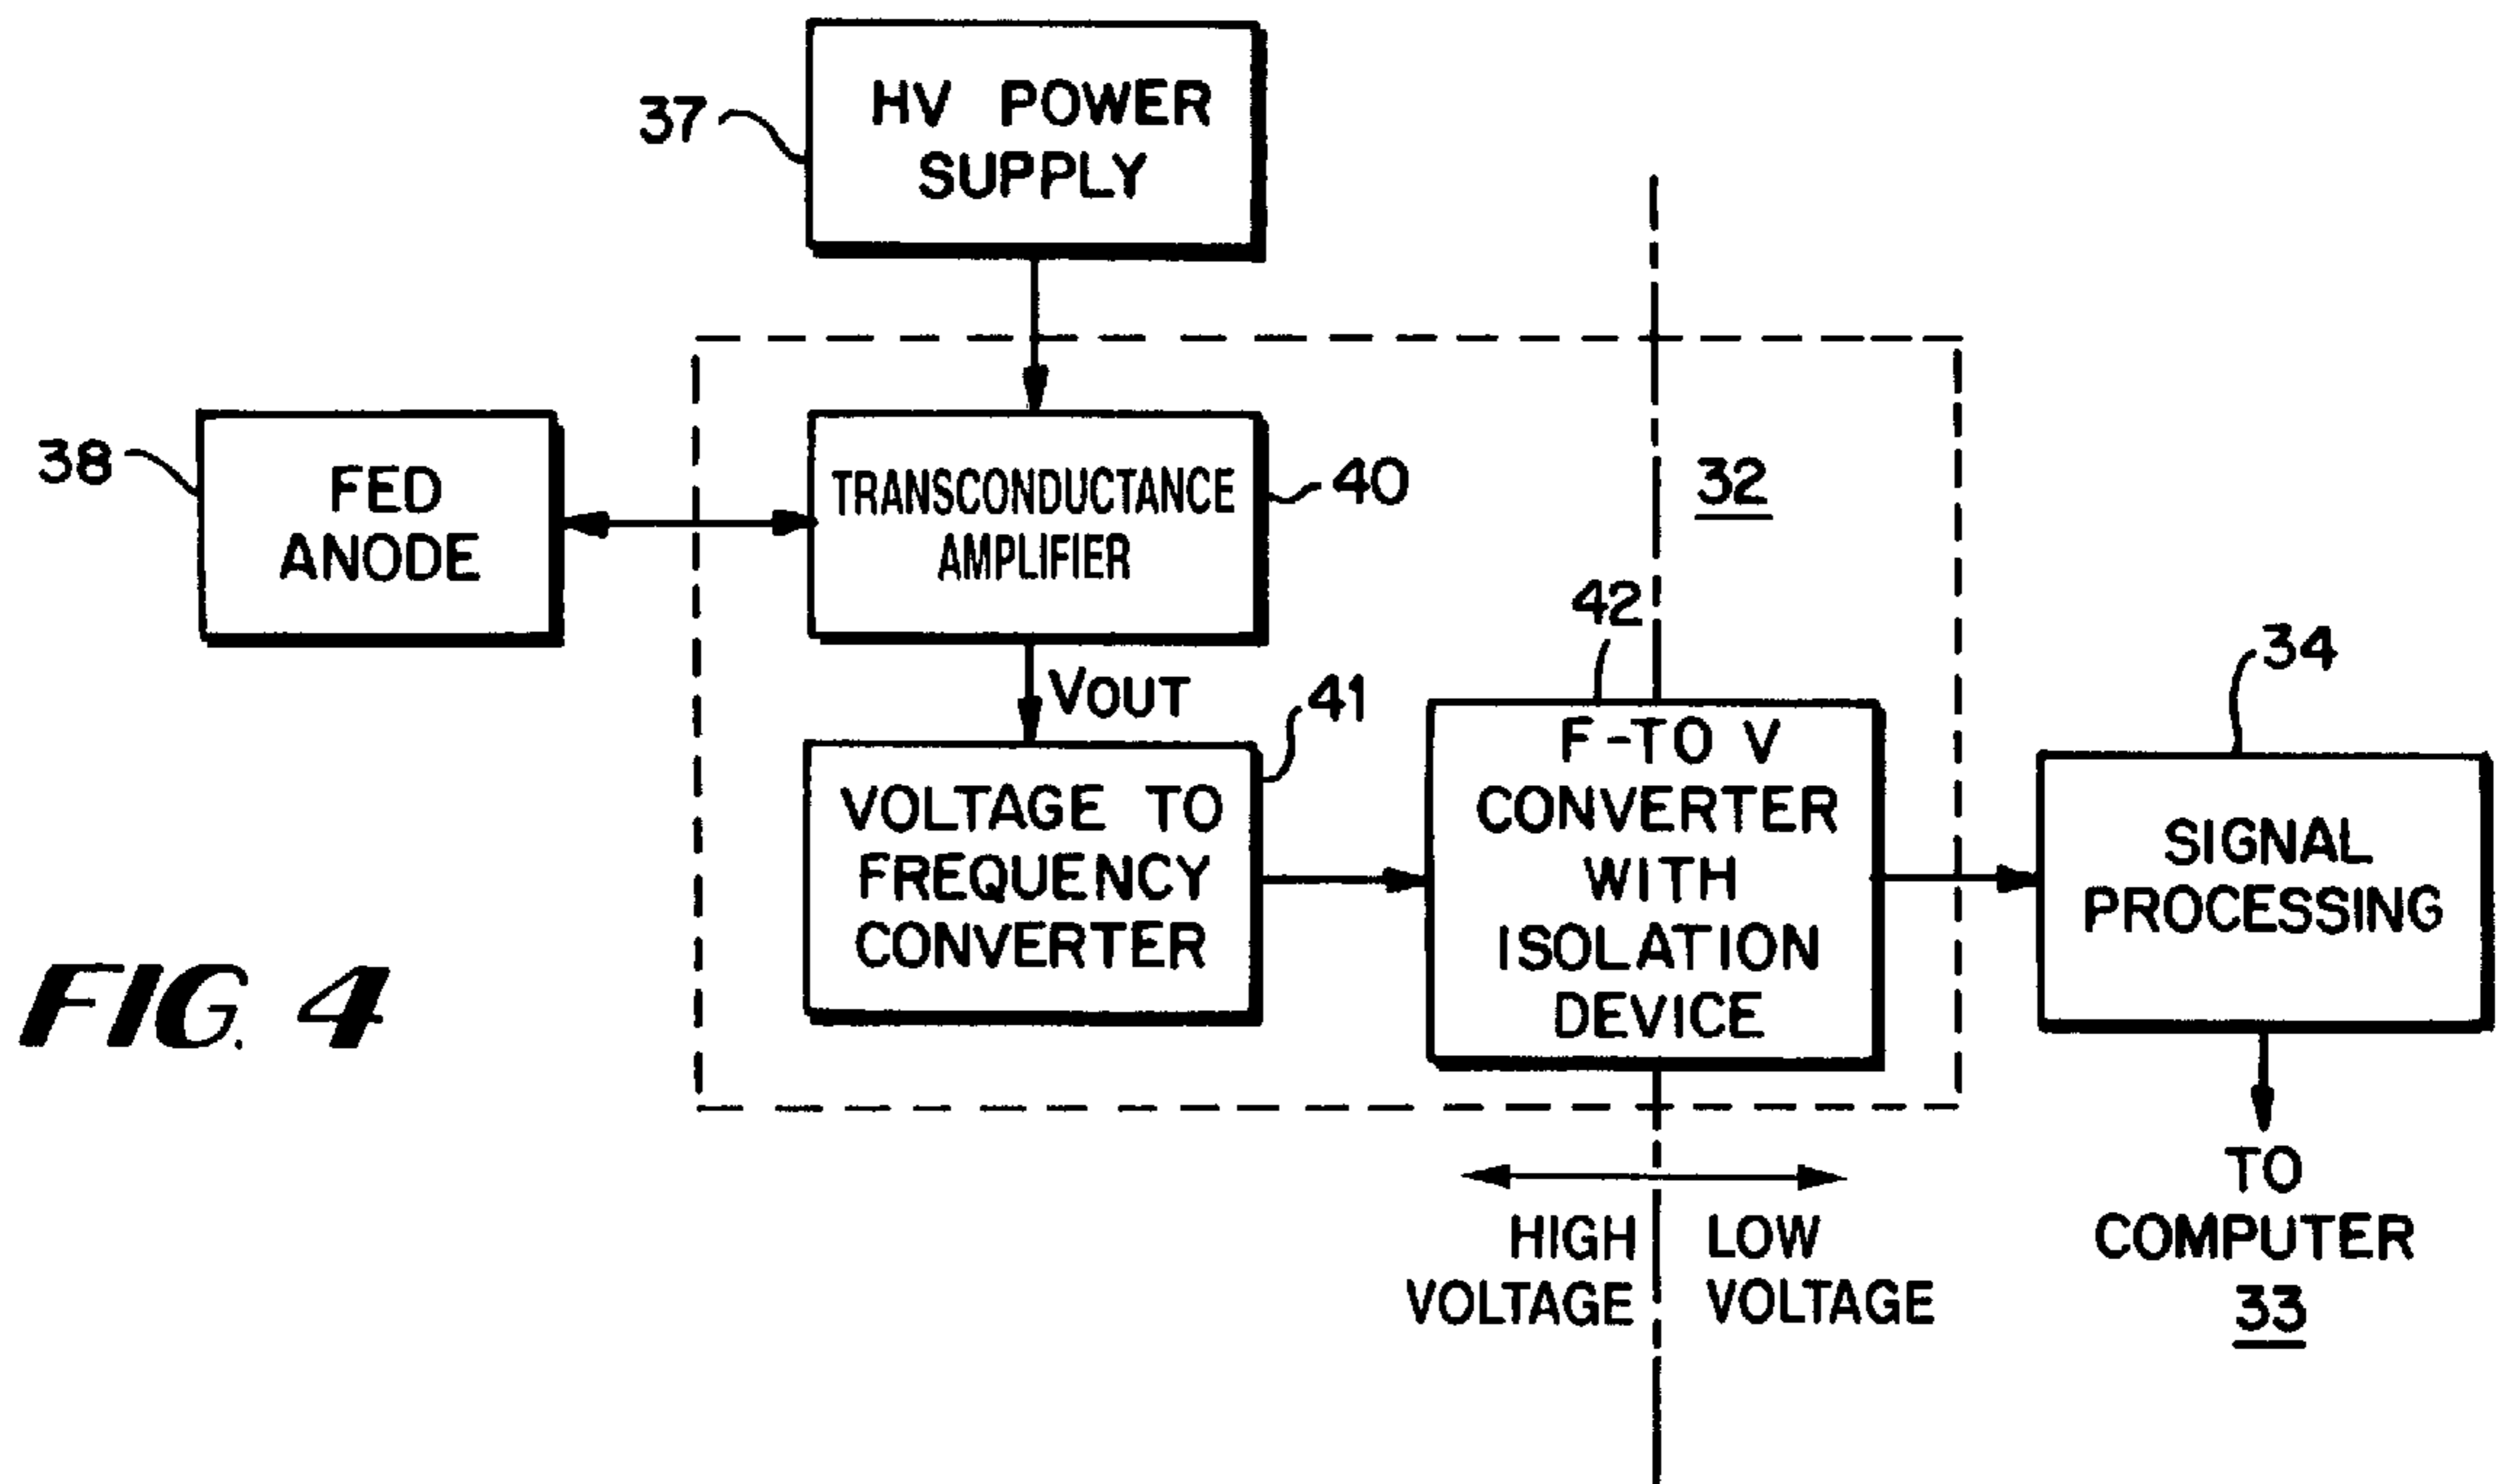 HV POWER
SUPPLY
37
38
FED
ANODE
TRANSCONDUCTANCE
AMPLIFIER
40
32
VOUT
41
42
34
VOLTAGE TO
FREQUENCY
CONVERTER
F-TO V
CONVERTER
WITH
ISOLATION
DEVICE
SIGNAL
PROCESSING
FIG. 4
HIGH
VOLTAGE
LOW
VOLTAGE
TO
COMPUTER
33